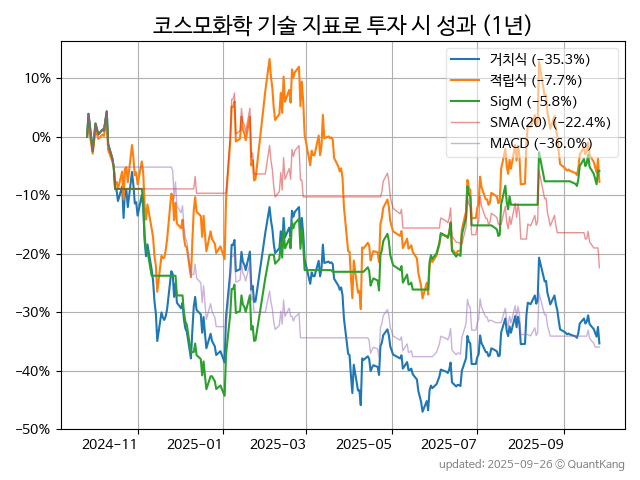 코스모화학 기술 지표로 투자 시 성과 (1년)
거치식 (−35.3%)
적립식 (−7.7%)
SigM (−5.8%)
SMA(20) (−22.4%)
MACD (−36.0%)
10%
0%
−10%
−20%
−30%
−40%
−50%
2024-11 2025-01 2025-03 2025-05 2025-07 2025-09
updated: 2025-09-26 © QuantKang